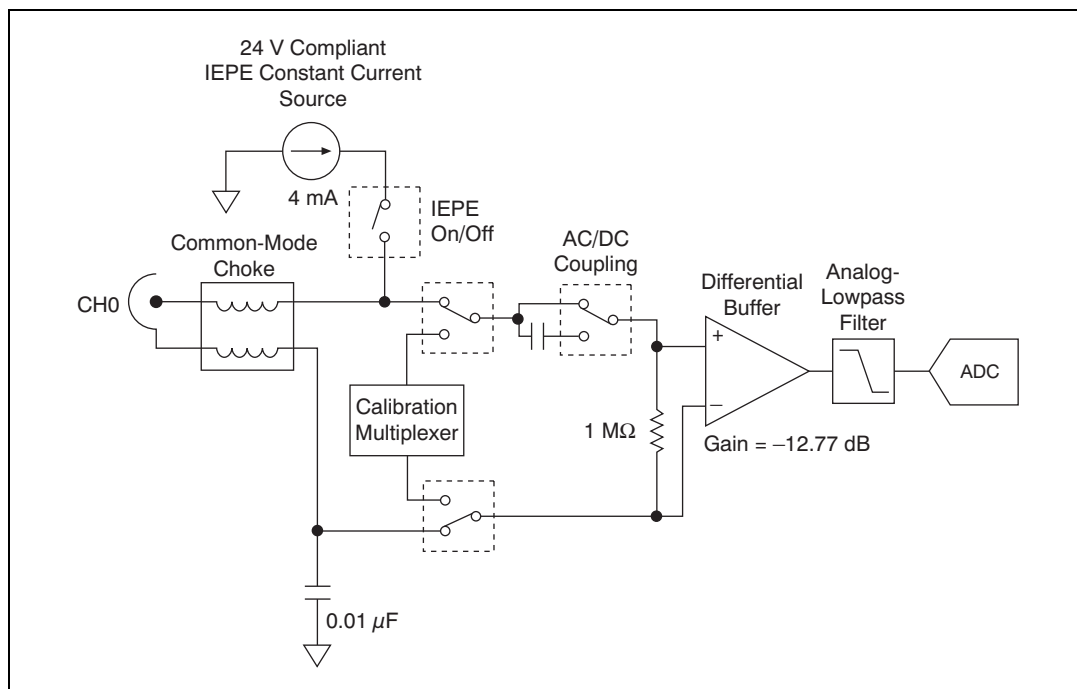 24 V Compliant
IEPE Constant Current
Source
4 mA
IEPE
On/Off
Common-Mode
Choke
CH0
AC/DC
Coupling
Differential
Buffer
Analog-
Lowpass
Filter
+
−
ADC
Calibration
Multiplexer
1 MΩ
Gain = −12.77 dB
0.01 μF